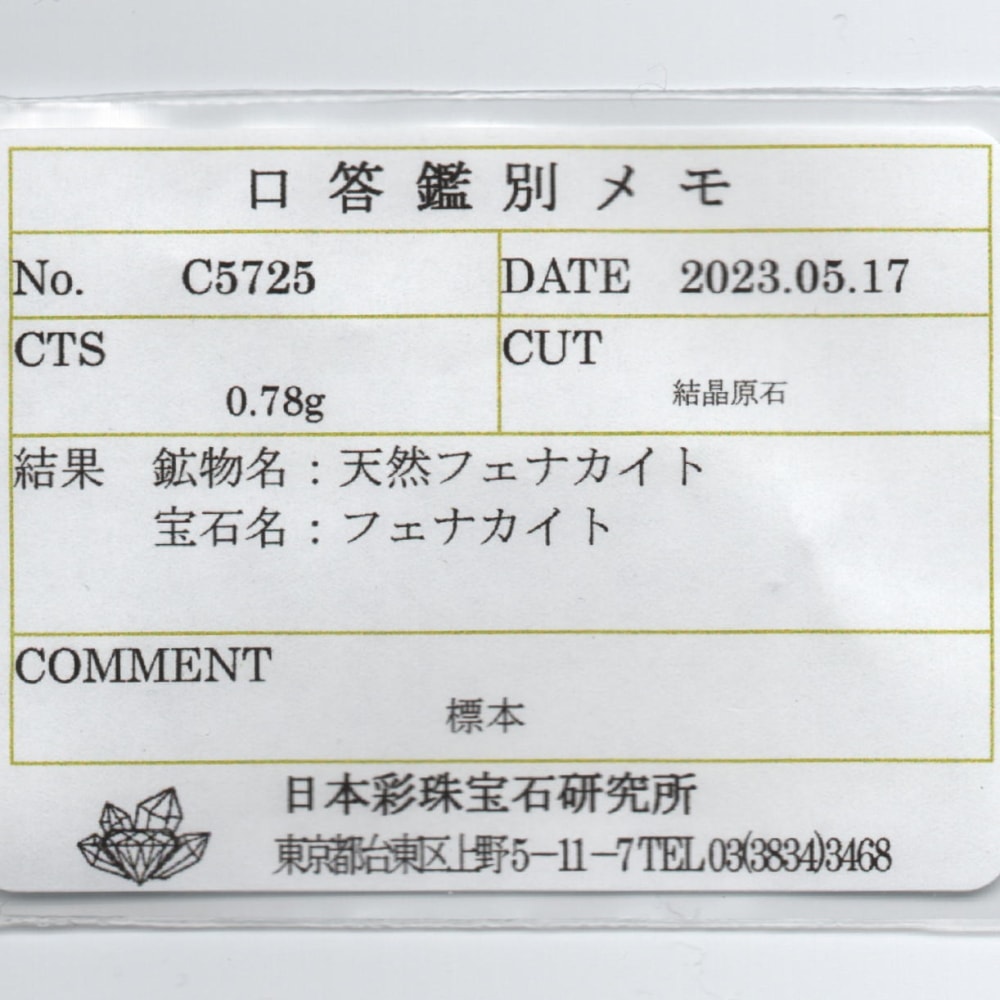 口答鑑別メモ
No. C5725 DATE 2023.05.17
CTS CUT
0.78g 結晶原石
結果 鉱物名：天然フェナカイト
宝石名：フェナカイト
COMMENT
標本
日本彩珠宝石研究所
東京都台東区上野5－11－7 TEL 03(3834)3468